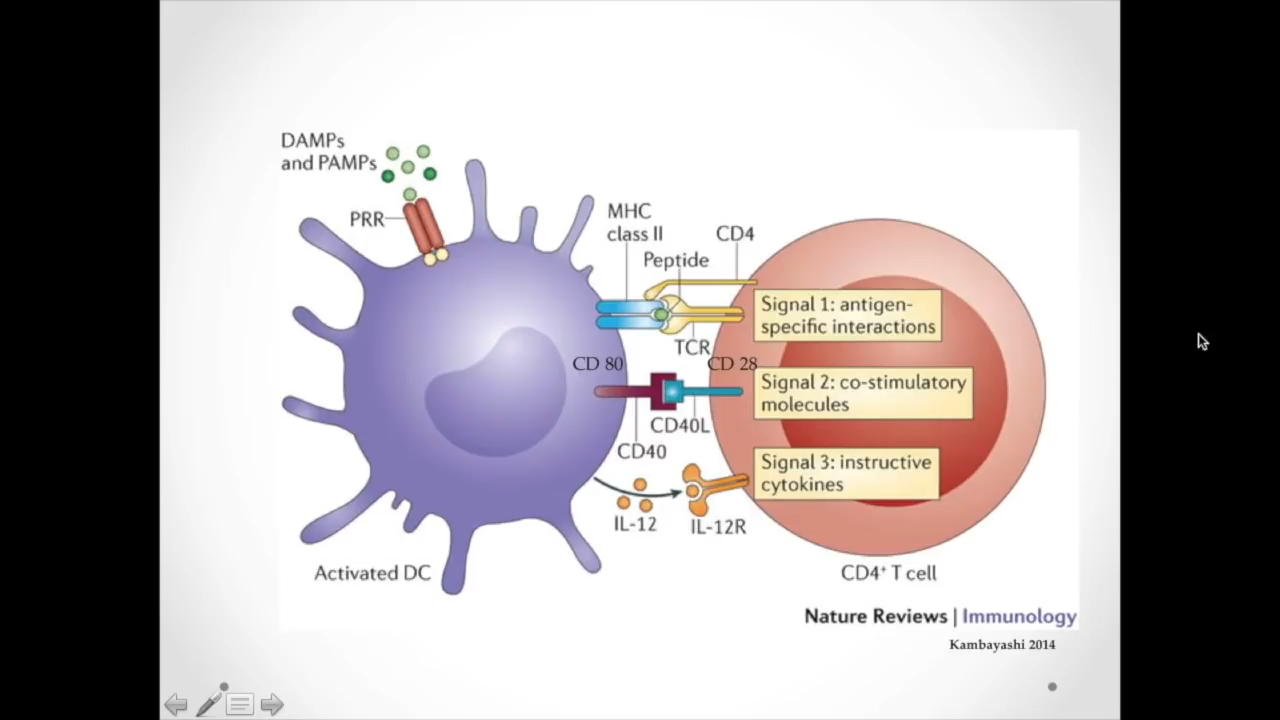 DAMPs
and PAMPs
PRR
MHC
class II
CD4
Peptide
Signal 1: antigen-
specific interactions
TCR
CD 80
CD 28
Signal 2: co-stimulatory
molecules
CD40L
CD40
Signal 3: instructive
cytokines
IL-12
IL-12R
Activated DC
CD4⁺ T cell
Nature Reviews | Immunology
Kambayashi 2014